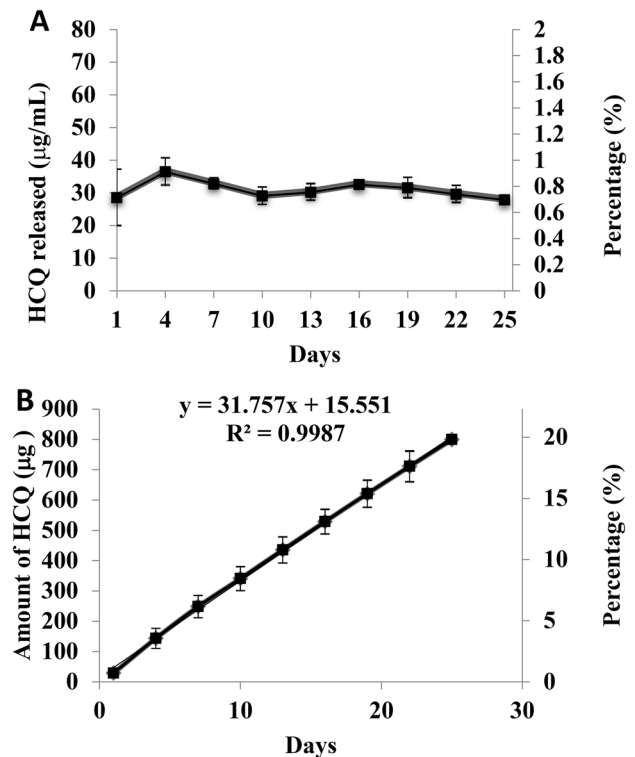 A
HCQ released (µg/mL)
80
70
60
50
40
30
20
10
0
2
1.8
1.6
1.4
1.2
1
0.8
0.6
0.4
0.2
0
Percentage (%)
1 4 7 10 13 16 19 22 25
Days
B
y = 31.757x + 15.551
R² = 0.9987
Amount of HCQ (µg )
900
800
700
600
500
400
300
200
100
0
20
15
10
5
0
Percentage (%)
0 10 20 30
Days